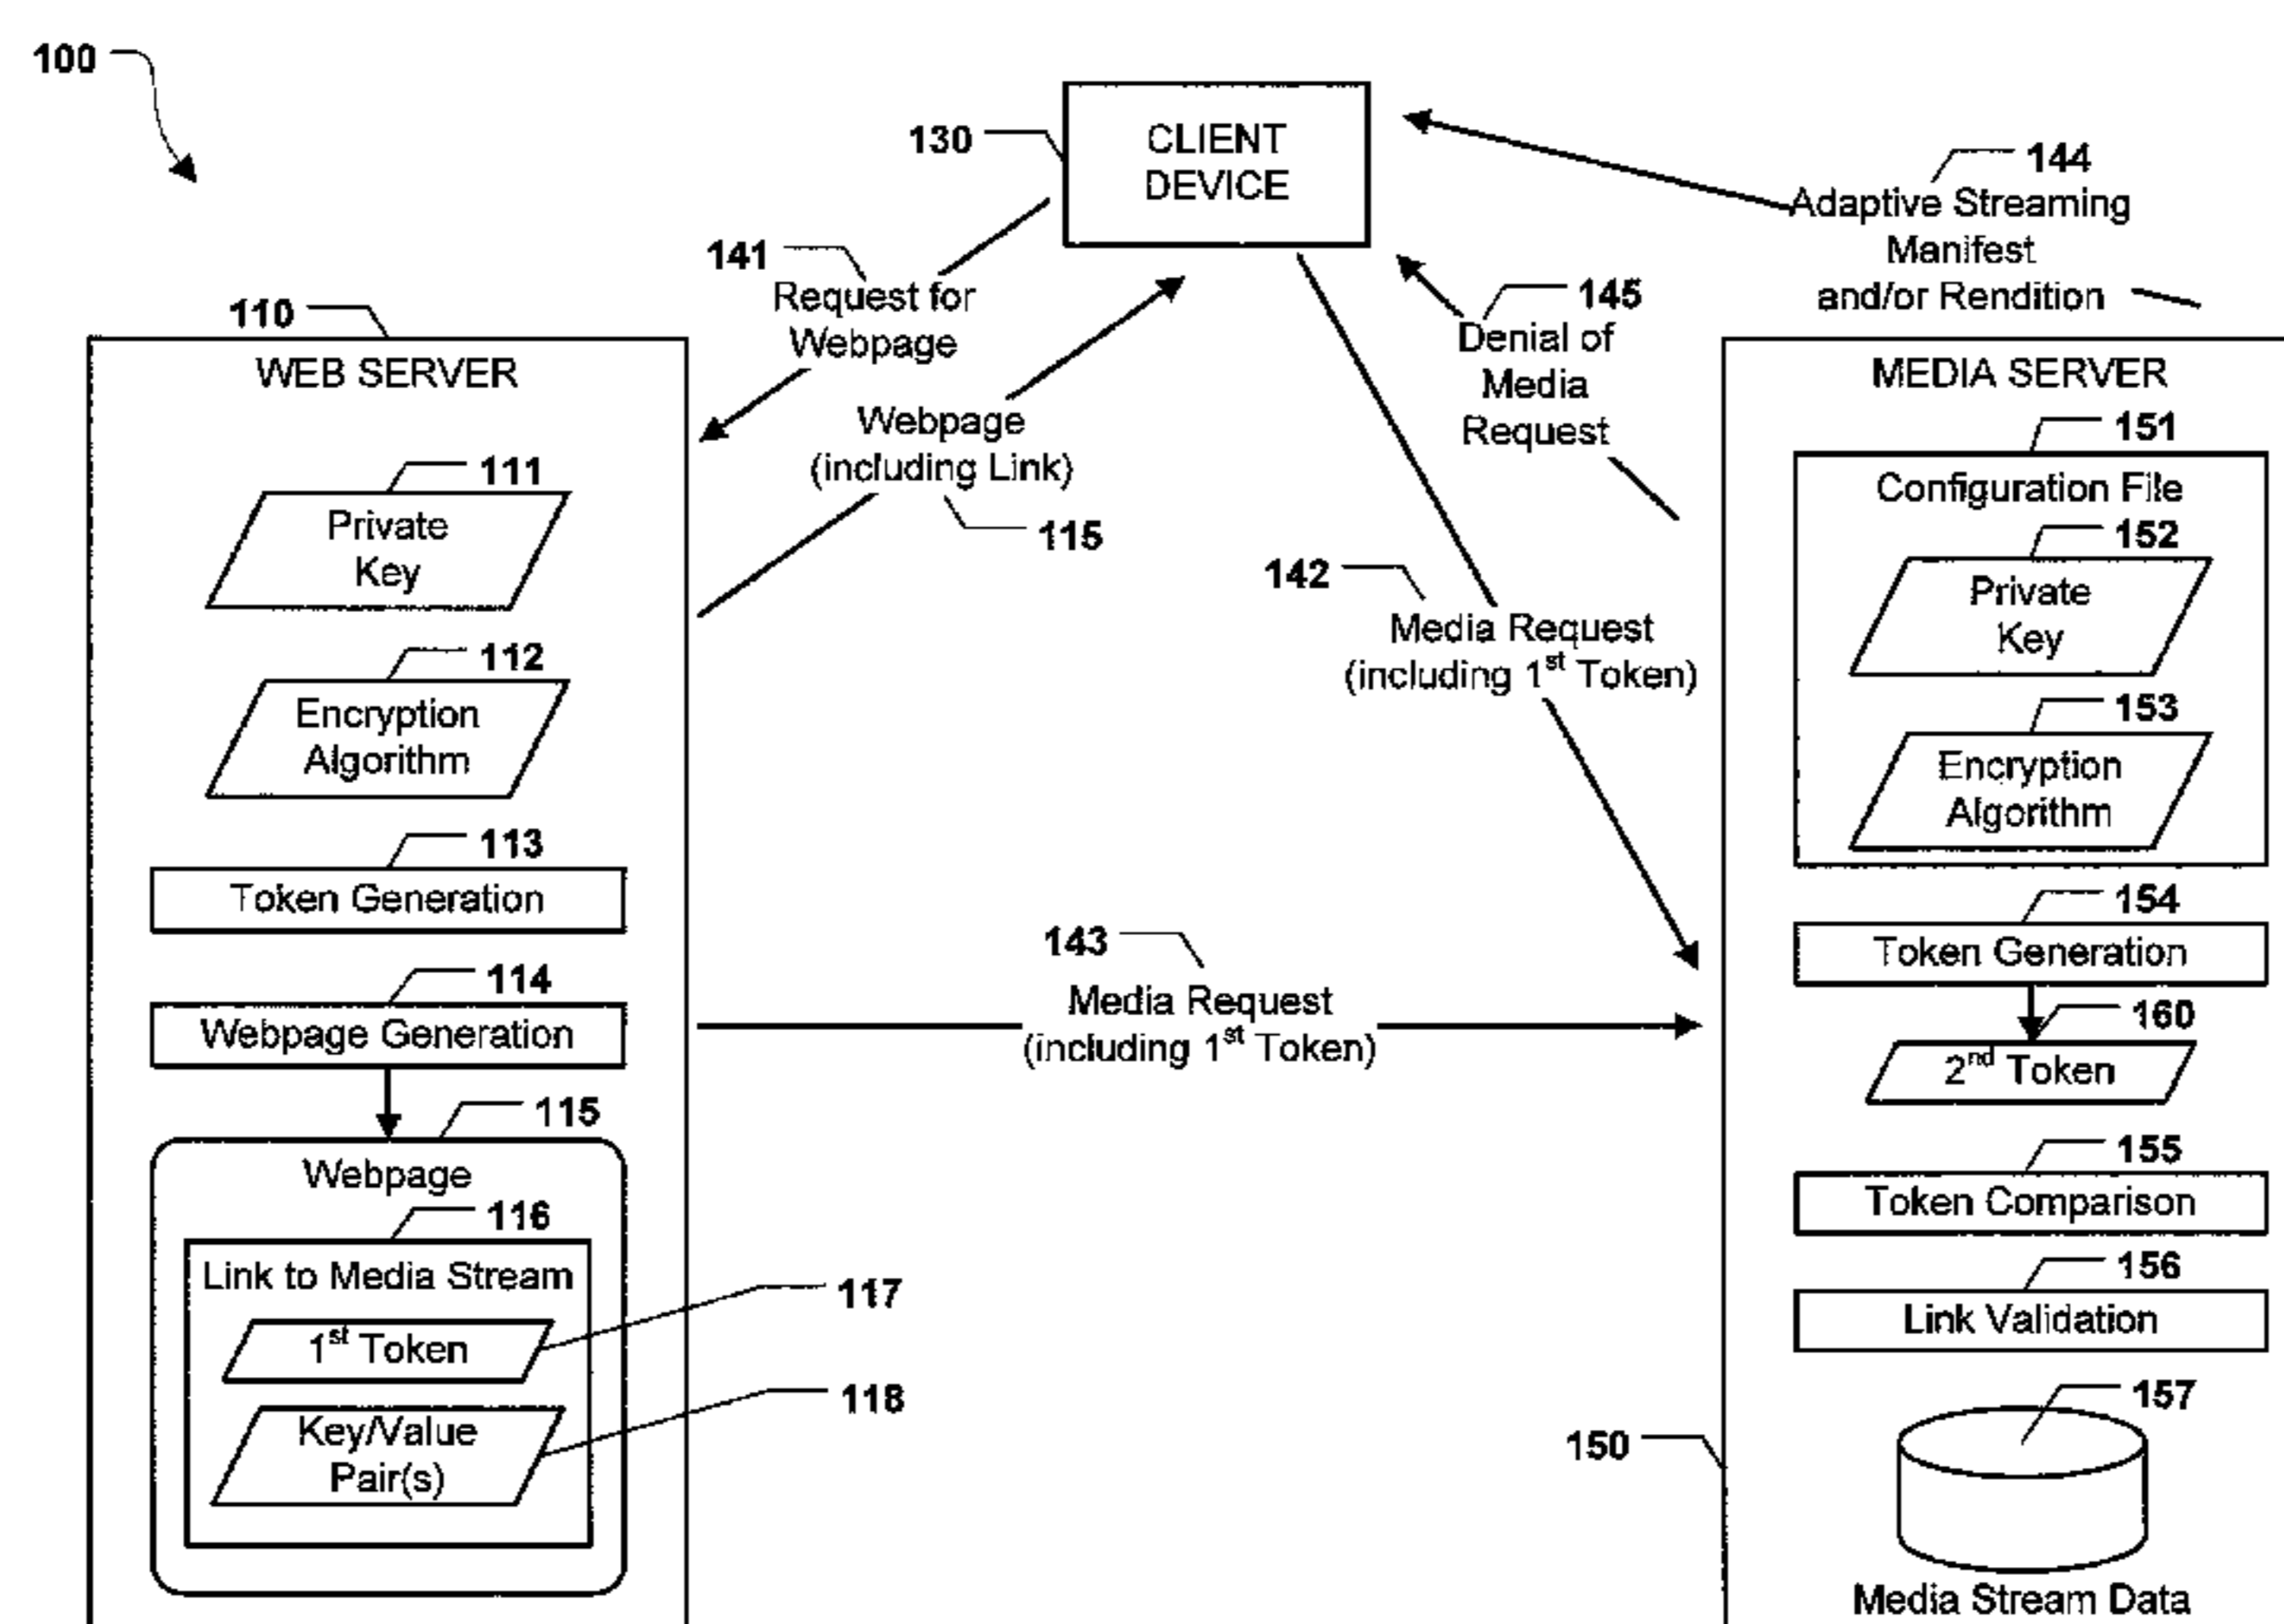 100
130
CLIENT
DEVICE
144
Adaptive Streaming
Manifest
and/or Rendition
141
Request for
Webpage
145
Denial of
Media
Request
110
WEB SERVER
Webpage
(including Link)
115
142
Media Request
(including 1st Token)
143
Media Request
(including 1st Token)
111
Private
Key
112
Encryption
Algorithm
113
Token Generation
114
Webpage Generation
115
Webpage
116
Link to Media Stream
117
1st Token
118
Key/Value
Pair(s)
MEDIA SERVER
151
Configuration File
152
Private
Key
153
Encryption
Algorithm
154
Token Generation
160
2nd Token
155
Token Comparison
156
Link Validation
157
150
Media Stream Data